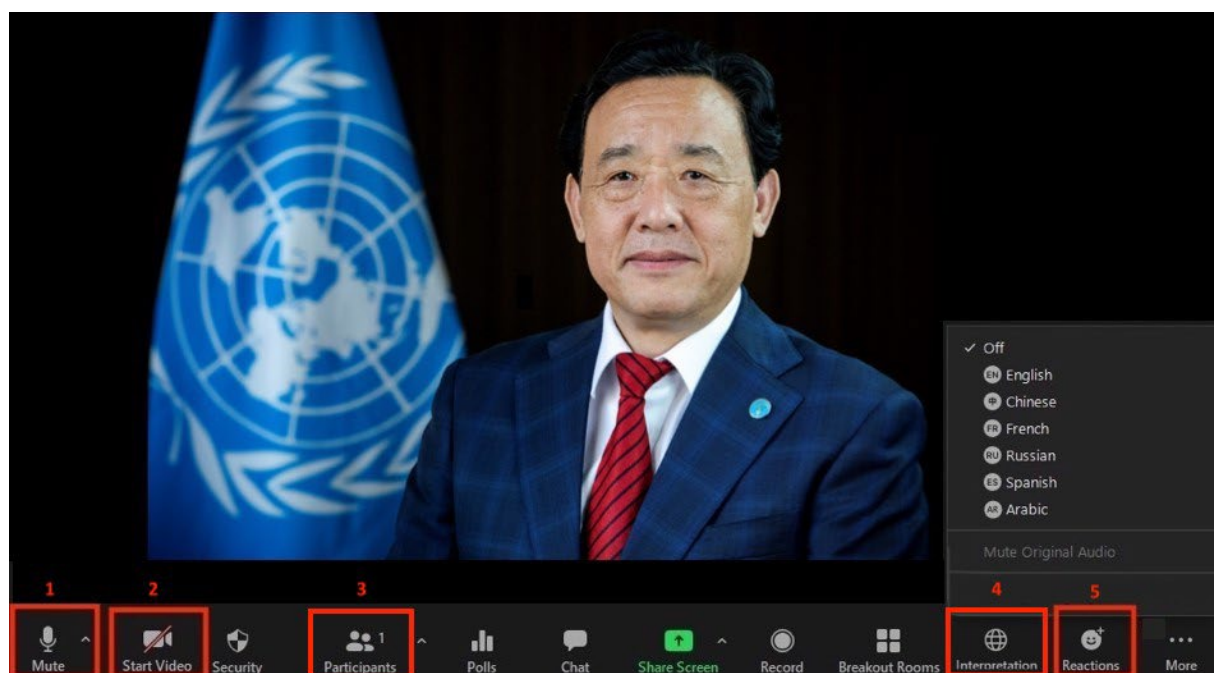 Off
EN English
中 Chinese
FR French
RU Russian
ES Spanish
AR Arabic
Mute Original Audio
1 2 3 4 5
1
Mute Start Video Security Participants Polls Chat Share Screen Record Breakout Rooms Interpretation Reactions More